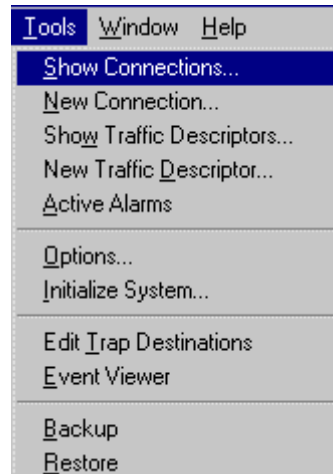 Tools Window Help
Show Connections...
New Connection...
Show Traffic Descriptors...
New Traffic Descriptor...
Active Alarms
Options...
Initialize System...
Edit Trap Destinations
Event Viewer
Backup
Restore